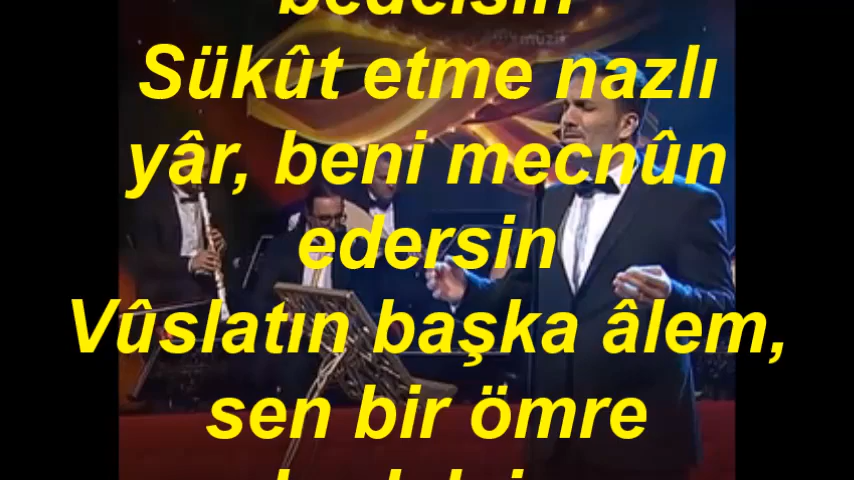 bedelsin
Sükût etme nazlı
yâr, beni mecnûn
edersin
Vûslatın başka âlem,
sen bir ömre